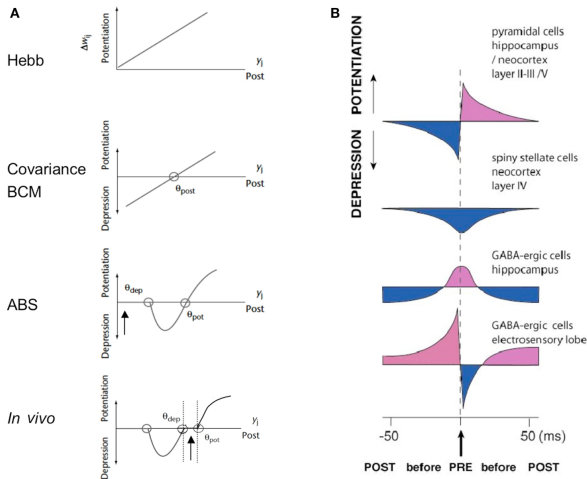 A
Hebb
Δwij
Potentiation
yj
Post
Covariance
BCM
Potentiation
Depression
θpost
yj
Post
ABS
Potentiation
Depression
θdep
θpot
yj
Post
In vivo
Potentiation
Depression
θdep
θpot
yj
Post
B
POTENTIATION
DEPRESSION
pyramidal cells
hippocampus
/ neocortex
layer II-III /V
spiny stellate cells
neocortex
layer IV
GABA-ergic cells
hippocampus
GABA-ergic cells
electrosensory lobe
-50
50 (ms)
POST before PRE before POST